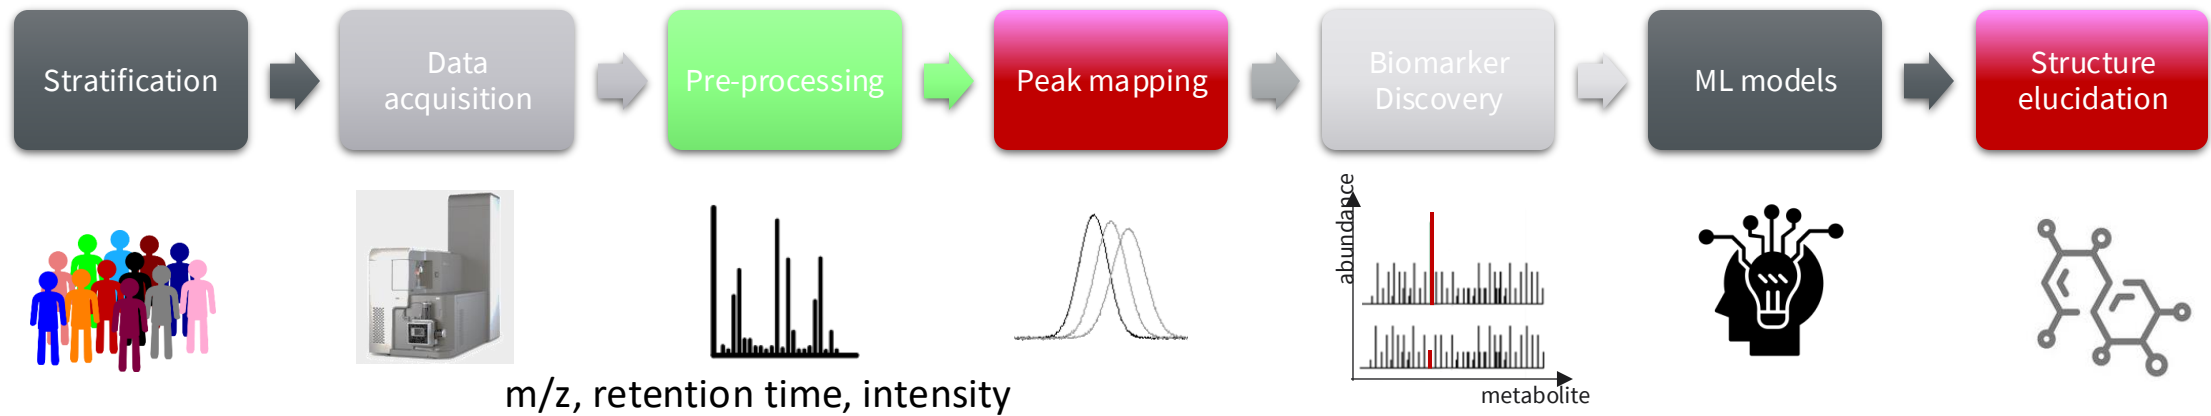 Stratification
Data
acquisition
Pre-processing
Peak mapping
Biomarker
Discovery
ML models
Structure
elucidation
abundance
metabolite
m/z, retention time, intensity